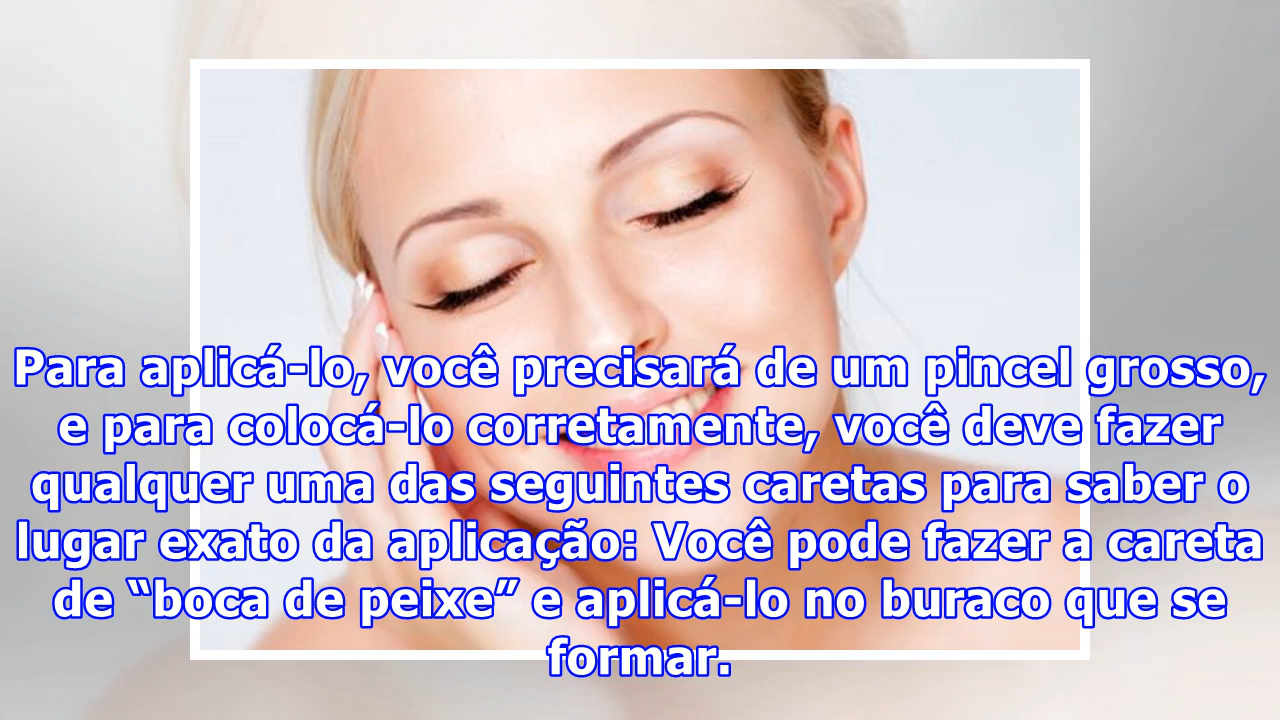 Para aplicá-lo, você precisará de um pincel grosso,
e para colocá-lo corretamente, você deve fazer
qualquer uma das seguintes caretas para saber o
lugar exato da aplicação: Você pode fazer a careta
de “boca de peixe” e aplicá-lo no buraco que se
formar.